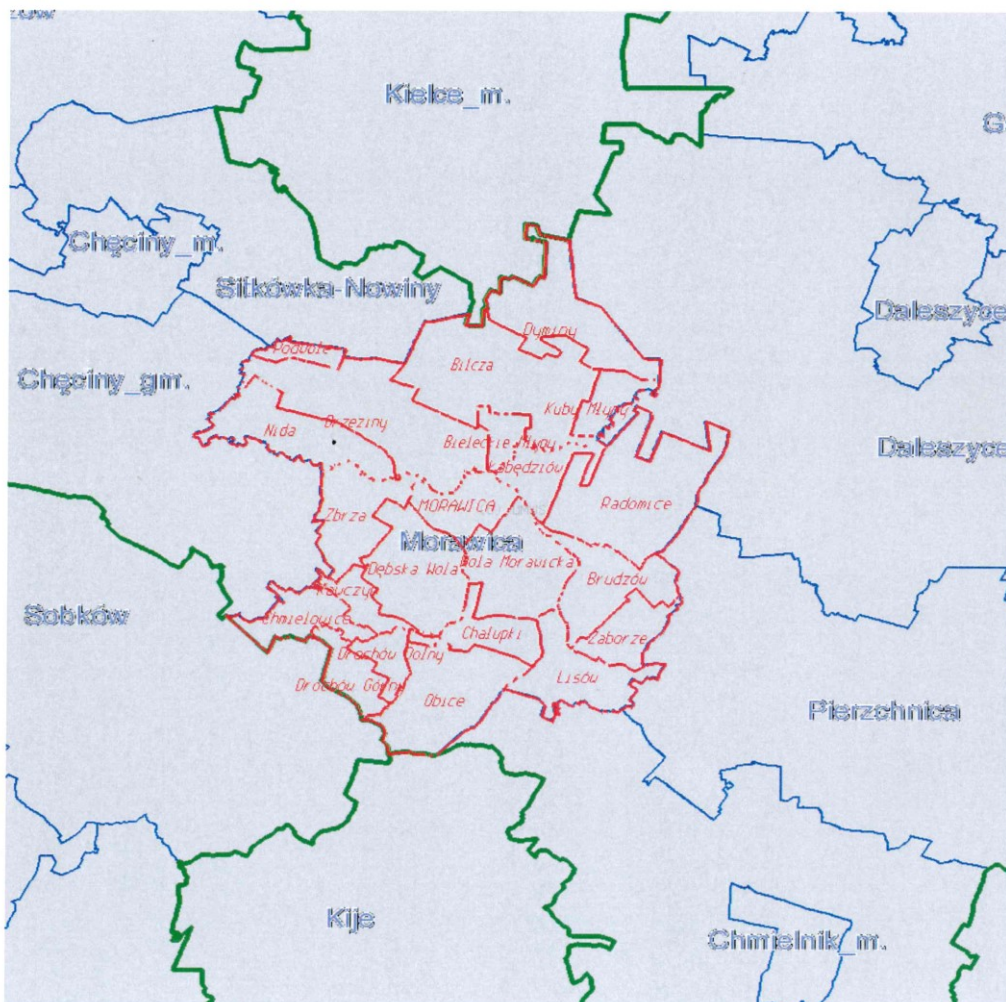 Kielce_m.
G
Chęciny_m.
Sitkówka-Nowiny
Daleszyce
Dyminy
Podwole
Bilcza
Chęciny_gm.
Kuby Młyny
Brzeziny
Nida
Bieleckie Młyny
Daleszyce
Łabędziów
Radomice
MORAWICA
Zbrza
Morawica
Wola Morawicka
Dębska Wola
Brudzów
Kawczyn
Sobków
Chmielowice
Chałupki
Zaborze
Drochów Dolny
Lisów
Drochów Górny
Obice
Pierzchnica
Kije
Chmielnik_m.